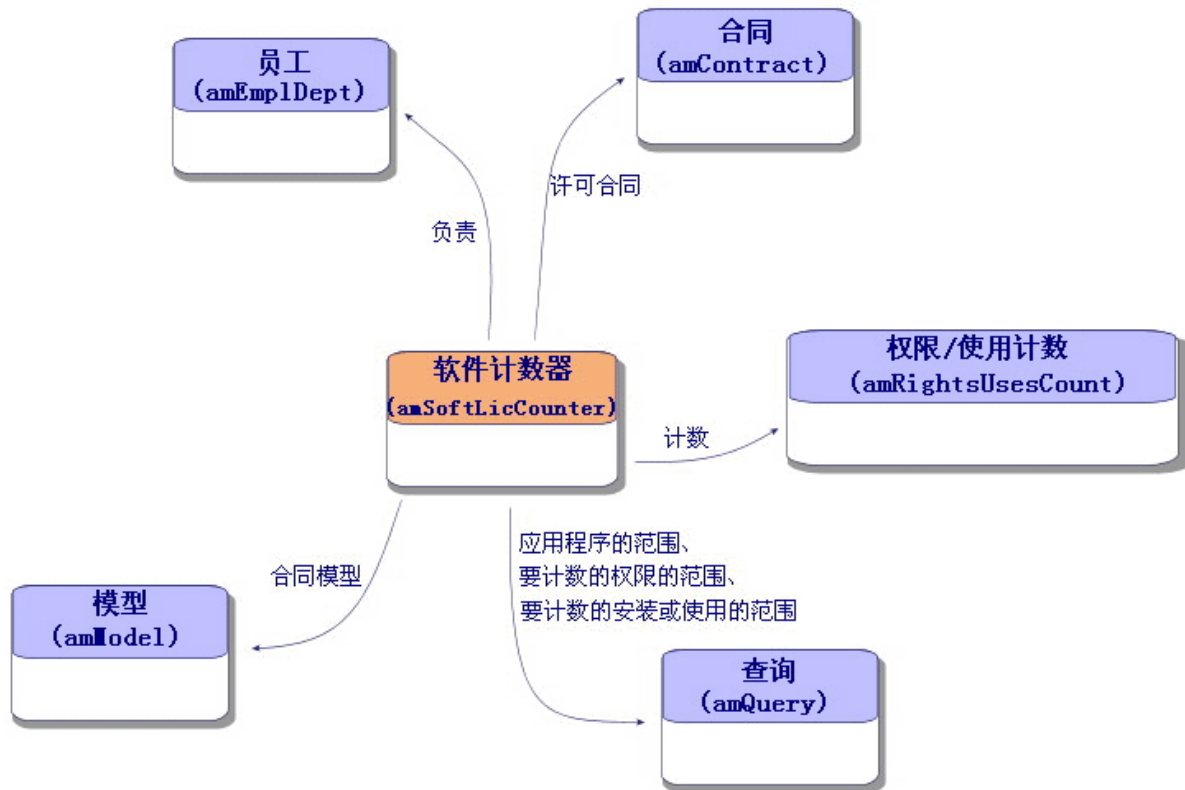 合同
(amContract)
员工
(amEmplDept)
许可合同
负责
权限/使用计数
(amRightsUsesCount)
软件计数器
(amSoftLicCounter)
计数
应用程序的范围、
要计数的权限的范围、
要计数的安装或使用的范围
合同模型
模型
(amModel)
查询
(amQuery)